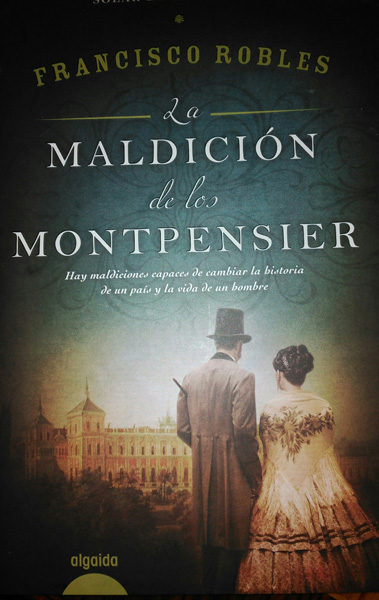 FRANCISCO ROBLES
La
MALDICIÓN
de los
MONTPENSIER
Hay maldiciones capaces de cambiar la historia
de un país y la vida de un hombre
algaida